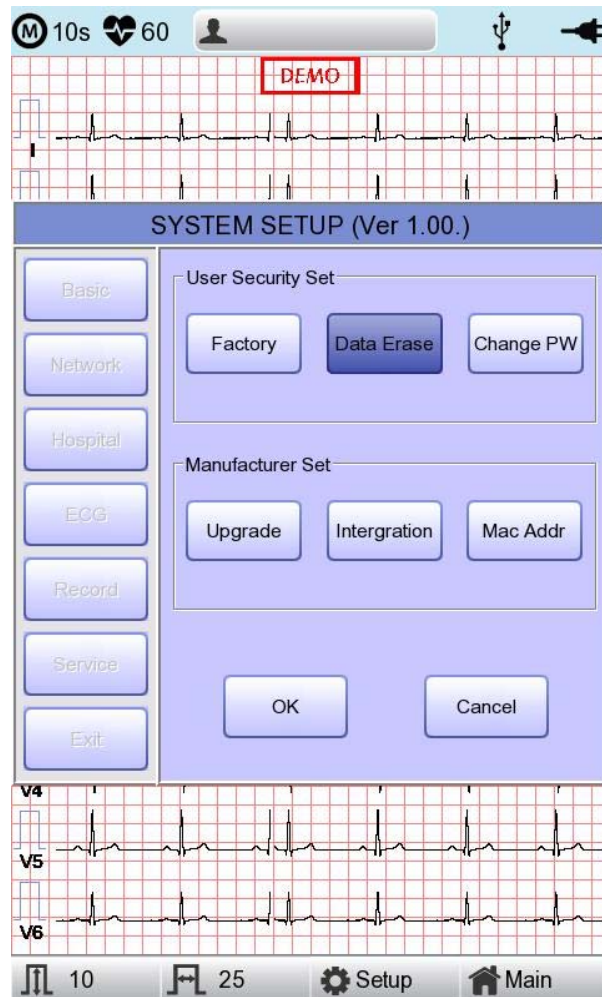 M 10s 60
DEMO
I
SYSTEM SETUP (Ver 1.00.)
Basic
Network
Hospital
ECG
Record
Service
Exit
User Security Set
Factory Data Erase Change PW
Manufacturer Set
Upgrade Intergration Mac Addr
OK Cancel
V4
V5
V6
10 25 Setup Main